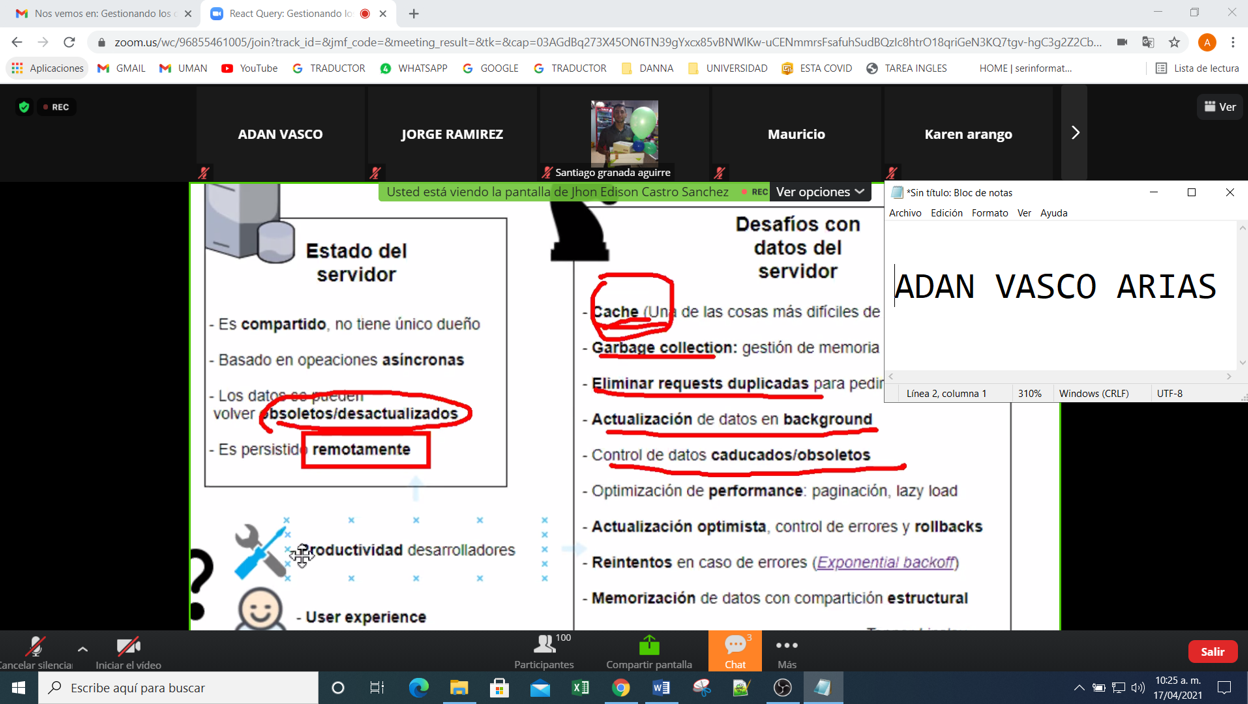 Nos vemos en: Gestionando los
React Query: Gestionando lo
zoom.us/wc/96855461005/join?track_id=&jmf_code=&meeting_result=&tk=&cap=03AGdBq273X45ON6TN39gYxcx85vBNWlKw-uCENmmrsFsafuhSudBQzIc8htrO18qriGeN3KQ7tgv-hgC3g2Z2Cb...
A
Aplicaciones
GMAIL
UMAN
YouTube
TRADUCTOR
WHATSAPP
GOOGLE
TRADUCTOR
DANNA
UNIVERSIDAD
ESTA COVID
TAREA INGLES
HOME | serinformat...
Lista de lectura
REC
Ver
ADAN VASCO
JORGE RAMIREZ
Santiago granada aguirre
Mauricio
Karen arango
Usted está viendo la pantalla de Jhon Edison Castro Sanchez
REC
Ver opciones
Estado del
servidor
- Es compartido, no tiene único dueño
- Basado en opeaciones asíncronas
- Los datos se pueden
volver obsoletos/desactualizados
- Es persistido remotamente
Productividad desarrolladores
- User experience
Desafíos con
datos del
servidor
- Cache (Una de las cosas más difíciles de
- Garbage collection: gestión de memoria
- Eliminar requests duplicadas para pedir
- Actualización de datos en background
- Control de datos caducados/obsoletos
- Optimización de performance: paginación, lazy load
- Actualización optimista, control de errores y rollbacks
- Reintentos en caso de errores (Exponential backoff)
- Memorización de datos con compartición estructural
*Sin título: Bloc de notas
Archivo Edición Formato Ver Ayuda
ADAN VASCO ARIAS
Línea 2, columna 1
310%
Windows (CRLF)
UTF-8
Cancelar silencia
Iniciar el vídeo
Participantes
100
Compartir pantalla
Chat
3
Más
Salir
Escribe aquí para buscar
10:25 a. m.
17/04/2021